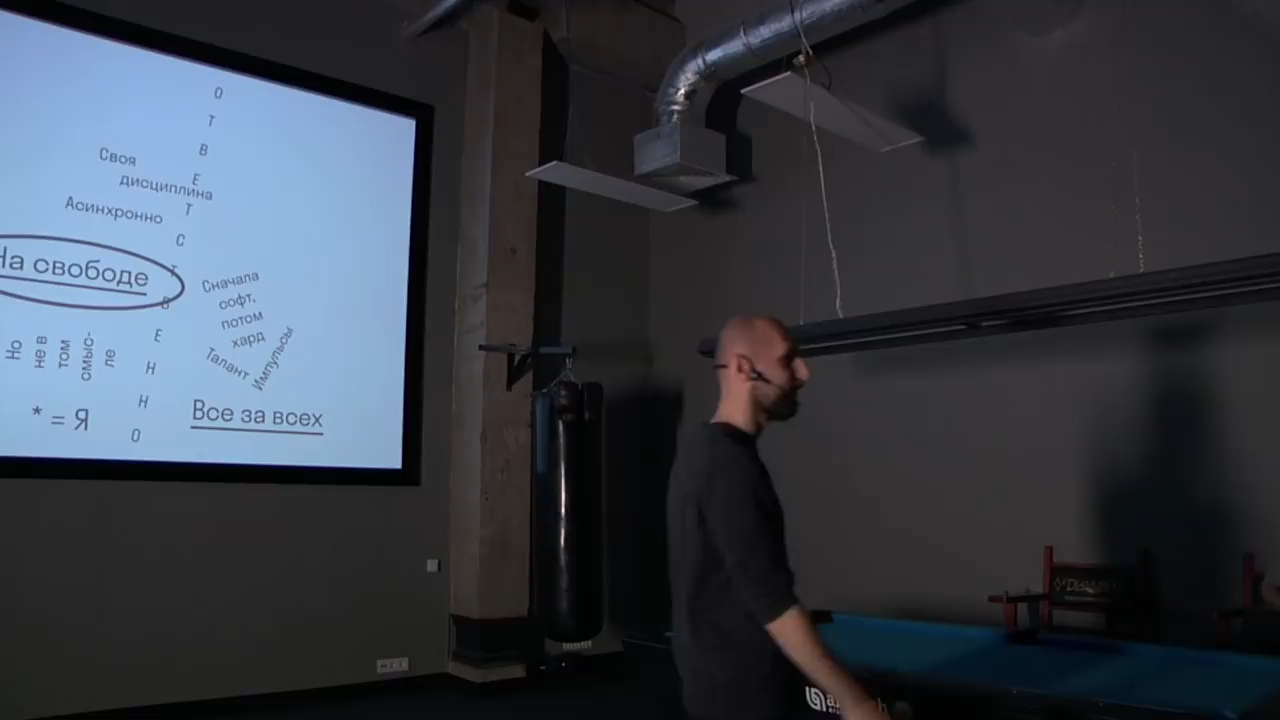 О
Т
В
Е
Т
С
Т
В
Е
Н
Н
О
Своя
дисциплина
Асинхронно
На свободе
Сначала
софт,
потом
хард
Талант
Импульсы
Но
не в
том
смыс-
ле
* = Я
Все за всех